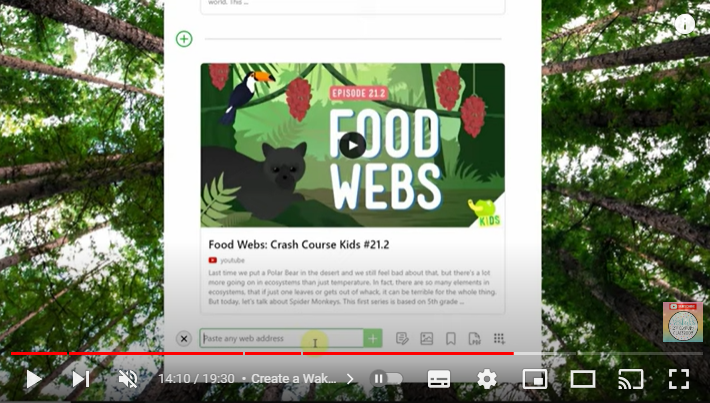 world. This ...
EPISODE 21.2
FOOD
WEBS
KIDS
Food Webs: Crash Course Kids #21.2
youtube
Last time we put a Polar Bear in the desert and we still feel bad about that, but there's a lot
more going on in ecosystems than just temperature. In fact, there are so many elements in
ecosystems, that if just one leaves or gets out of whack, it can be terrible for the whole thing.
But today, let's talk about Spider Monkeys. This first series is based on 5th grade ...
Paste any web address
14:10 / 19:30 • Create a Wak...